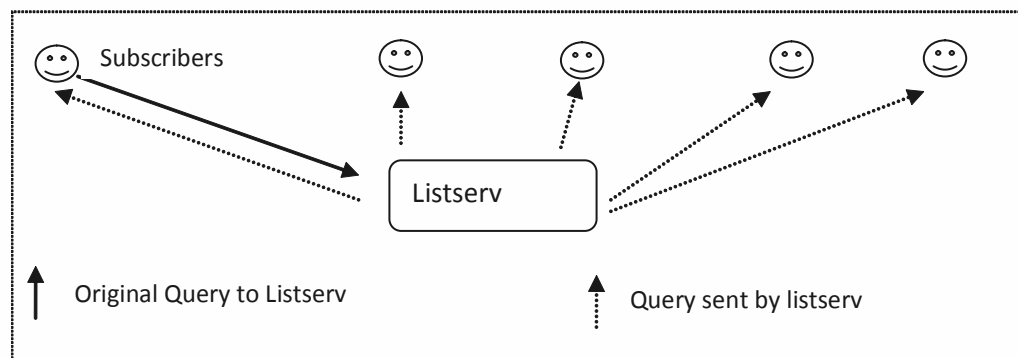 Subscribers
Listserv
Original Query to Listserv
Query sent by listserv